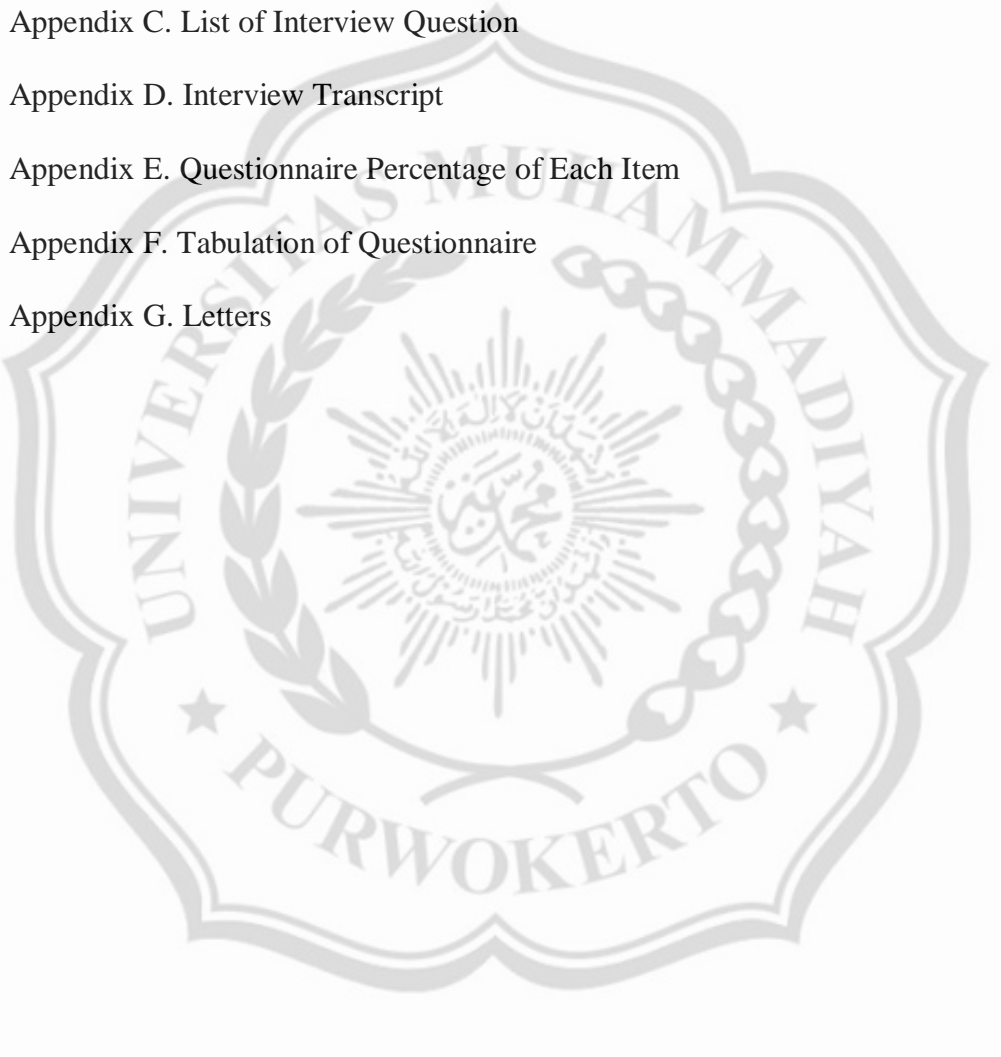 Appendix C. List of Interview Question
Appendix D. Interview Transcript
Appendix E. Questionnaire Percentage of Each Item
Appendix F. Tabulation of Questionnaire
Appendix G. Letters
UNIVERSITAS MUHAMMADIYAH
PURWOKERTO